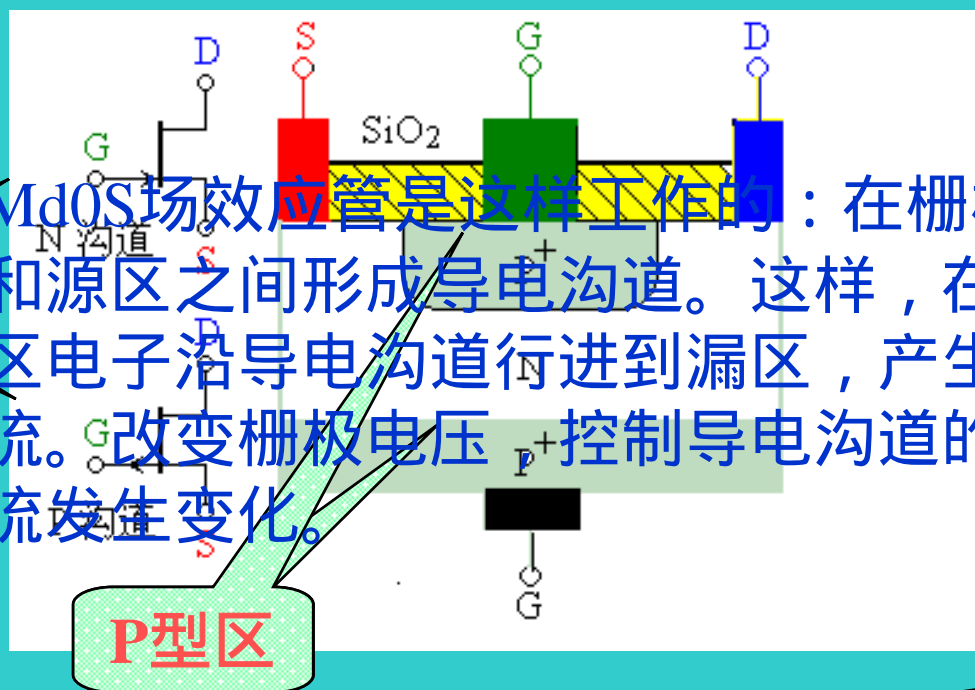 S G D
D
SiO2
G
Md0S场效应管是这样工作的：在栅
N 沟道
S
P+
和源区之间形成导电沟道。这样，在
D
区电子沿导电沟道行进到漏区，产生
N
G
流。改变栅极电压 控制导电沟道的
P+
流发生变化。
P 沟道
S
G
P型区